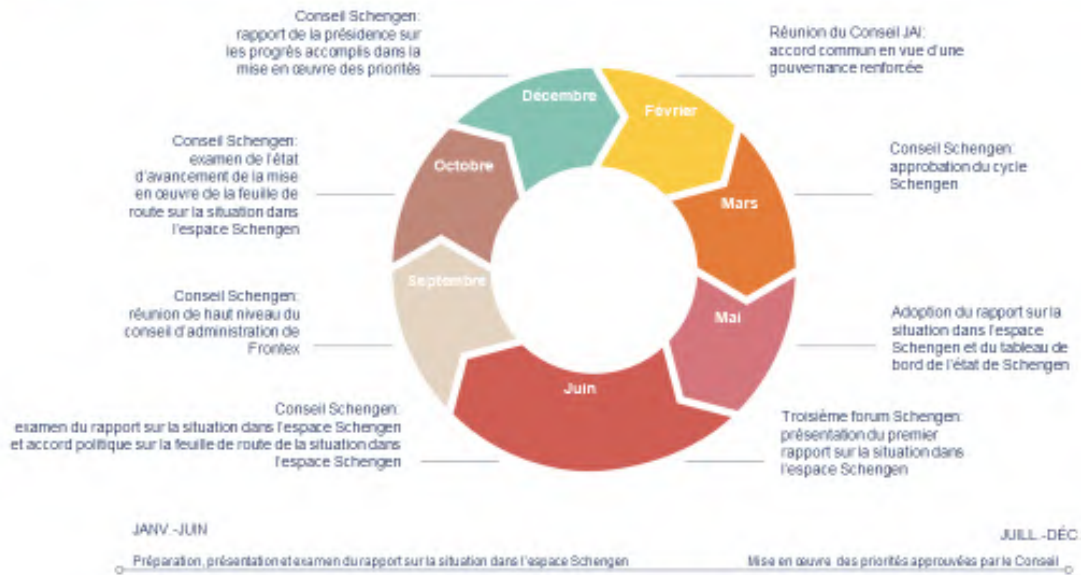 Conseil Schengen:
rapport de la présidence sur
les progrès accomplis dans la
mise en œuvre des priorités
Réunion du Conseil JAI:
accord commun en vue d'une
gouvernance renforcée
Décembre
Février
Conseil Schengen:
examen de l'état
d'avancement de la mise
en œuvre de la feuille de
route sur la situation dans
l'espace Schengen
Octobre
Mars
Conseil Schengen:
approbation du cycle
Schengen
Conseil Schengen:
réunion de haut niveau du
conseil d'administration de
Frontex
Septembre
Mai
Adoption du rapport sur la
situation dans l'espace
Schengen et du tableau de
bord de l'état de Schengen
Juin
Conseil Schengen:
examen du rapport sur la situation dans l'espace Schengen
et accord politique sur la feuille de route de la situation dans
l'espace Schengen
Troisième forum Schengen:
présentation du premier
rapport sur la situation dans
l'espace Schengen
JANV.-JUIN
JUILL.-DÉC.
Préparation, présentation et examen du rapport sur la situation dans l'espace Schengen
Mise en œuvre des priorités approuvées par le Conseil